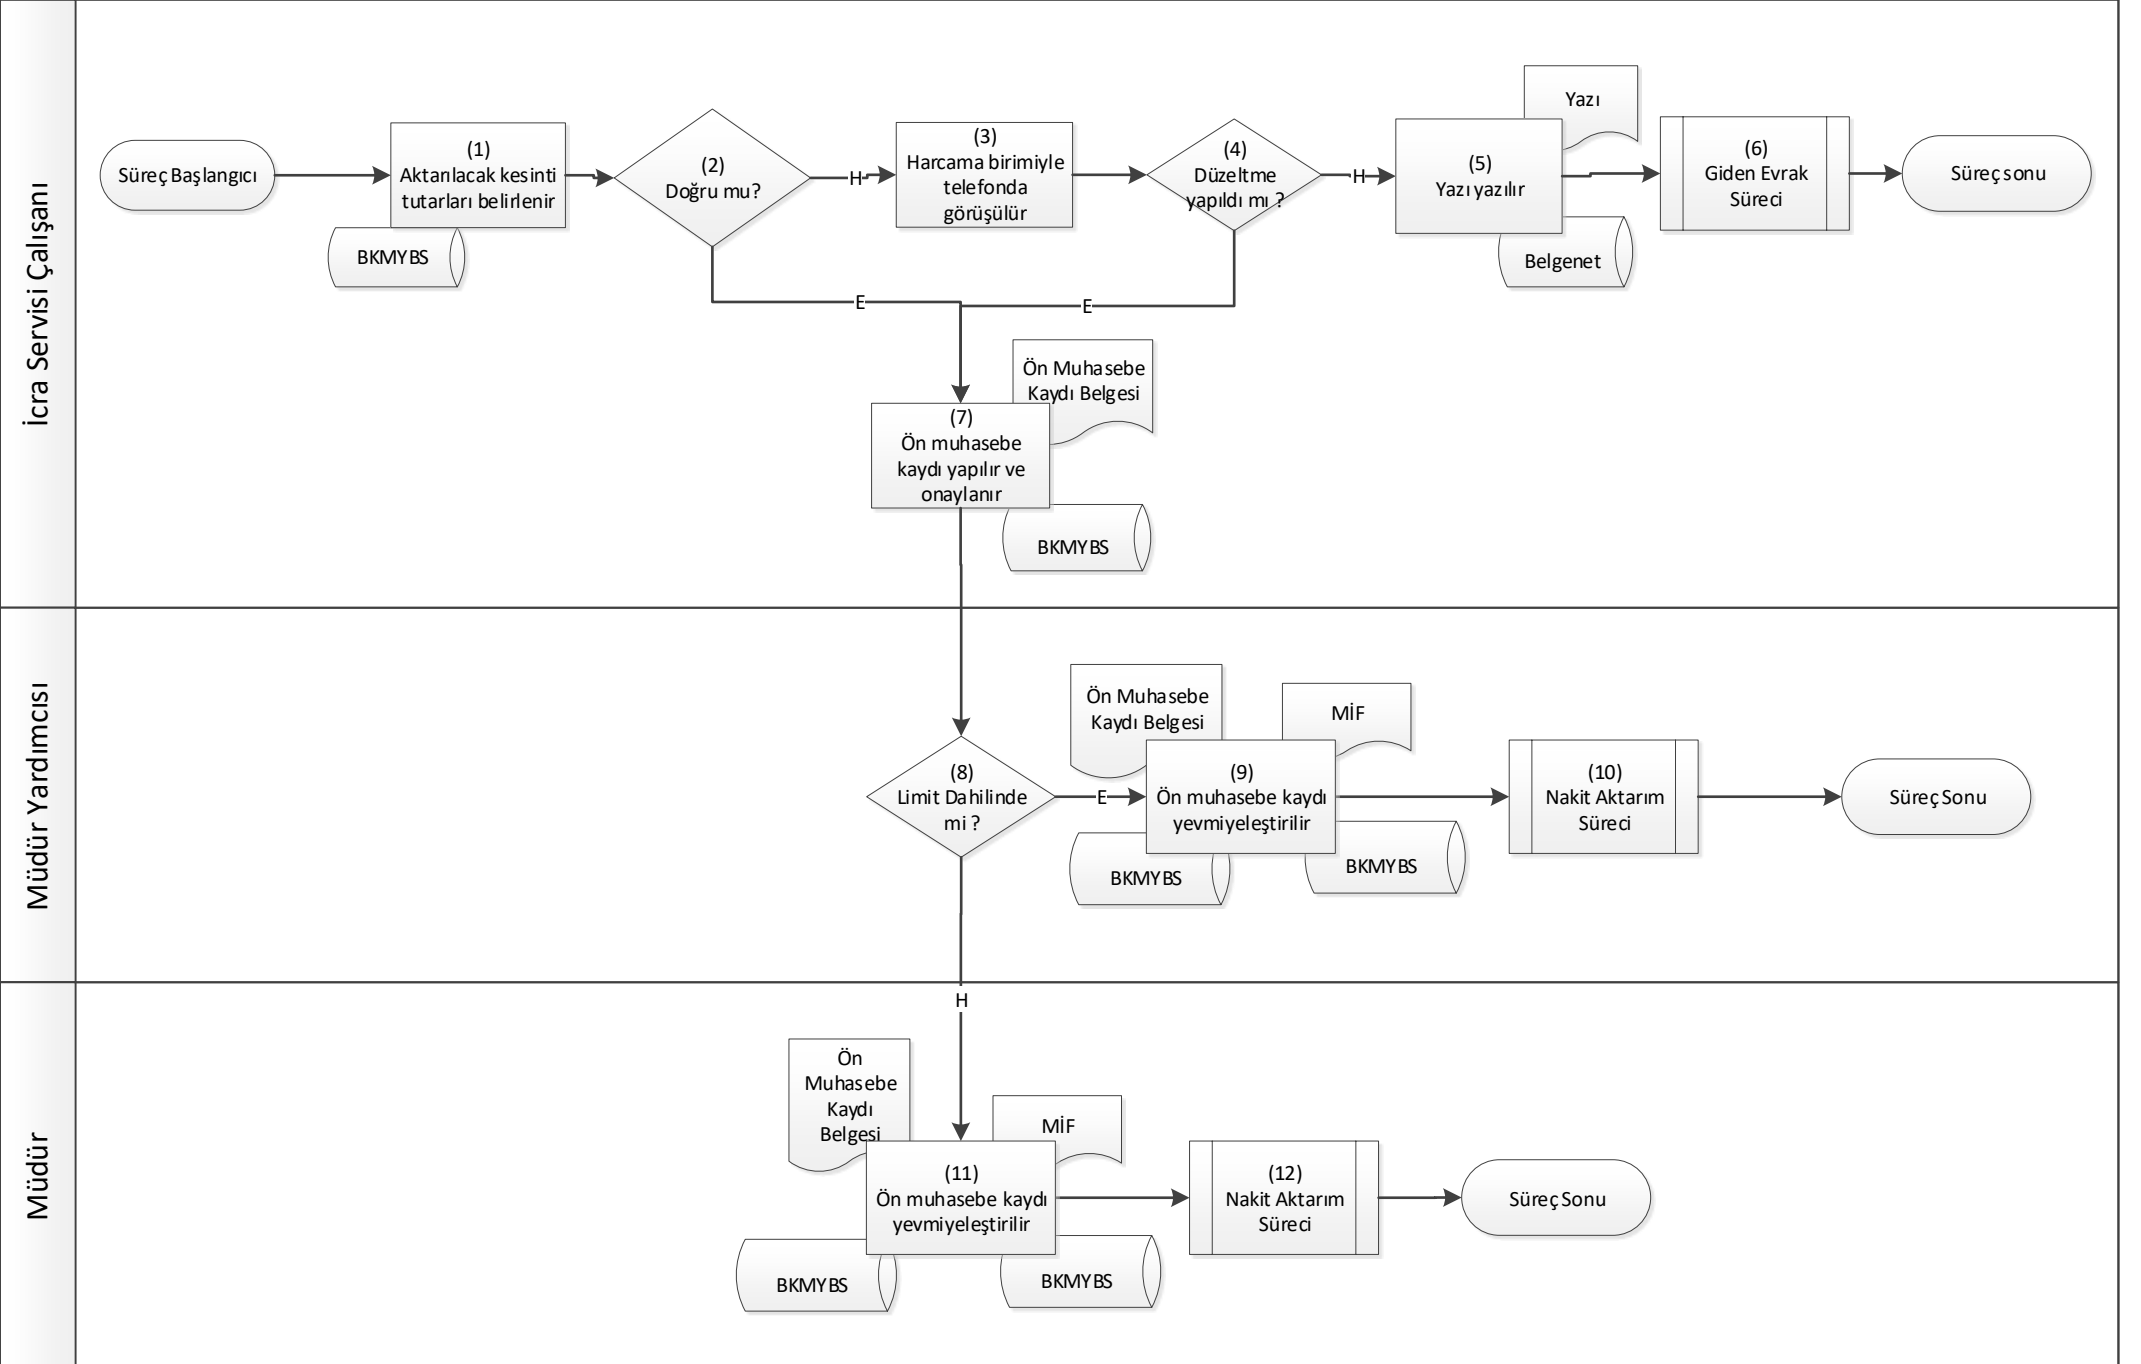 İcra Servisi Çalışanı
Süreç Başlangıcı
(1)
Aktarılacak kesinti
tutarları belirlenir
BKMYBS
(2)
Doğru mu?
H
(3)
Harcama birimiyle
telefonda
görüşülür
(4)
Düzeltme
yapıldı mı ?
H
Yazı
(5)
Yazı yazılır
Belgenet
(6)
Giden Evrak
Süreci
Süreç sonu
E
E
Ön Muhasebe
Kaydı Belgesi
(7)
Ön muhasebe
kaydı yapılır ve
onaylanır
BKMYBS
Müdür Yardımcısı
(8)
Limit Dahilinde
mi ?
E
Ön Muhasebe
Kaydı Belgesi
MİF
(9)
Ön muhasebe kaydı
yevmiyeleştirilir
BKMYBS
BKMYBS
(10)
Nakit Aktarım
Süreci
Süreç Sonu
Müdür
H
Ön
Muhasebe
Kaydı
Belgesi
MİF
(11)
Ön muhasebe kaydı
yevmiyeleştirilir
BKMYBS
BKMYBS
(12)
Nakit Aktarım
Süreci
Süreç Sonu